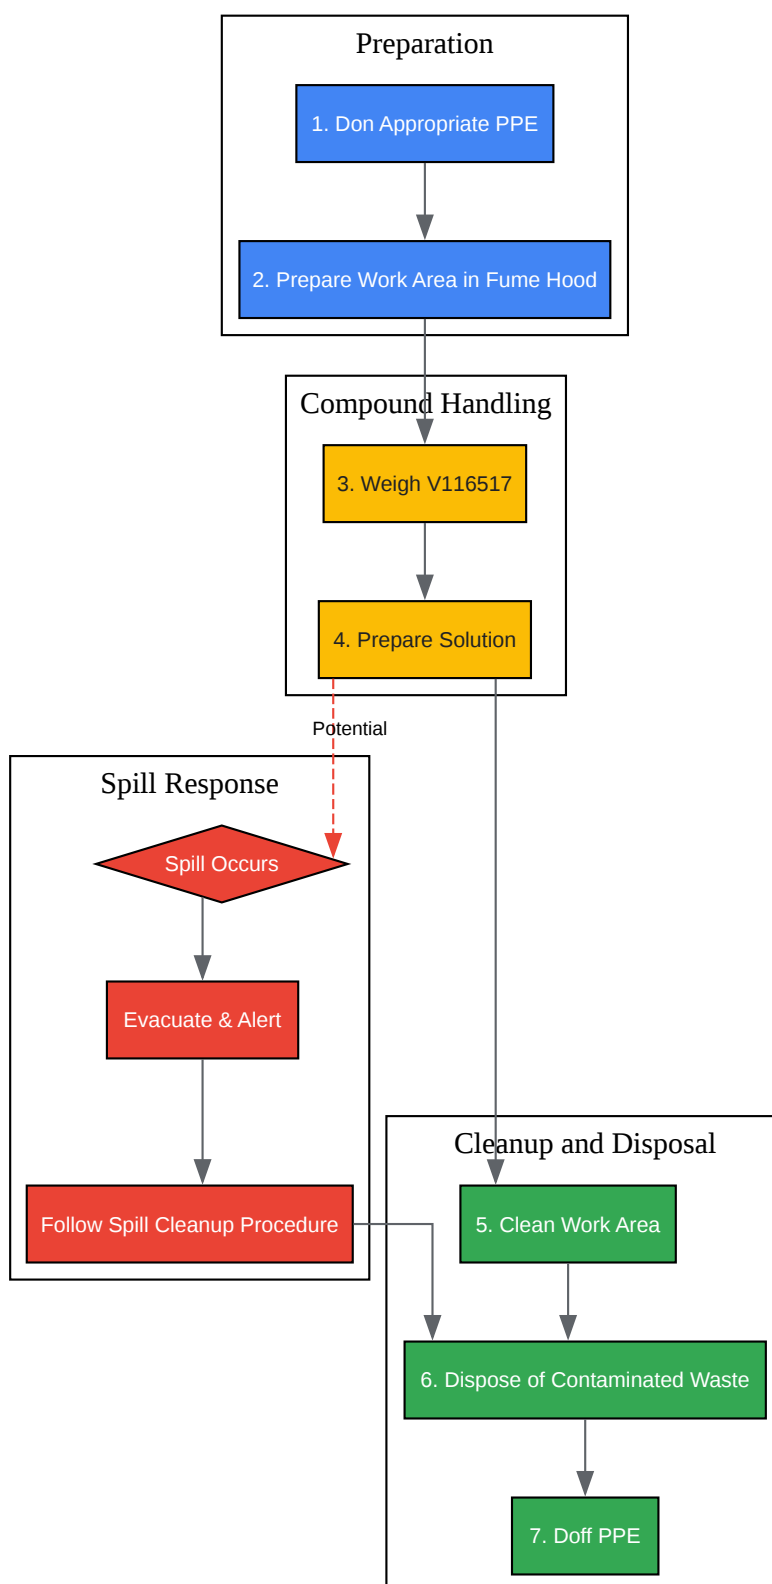 Preparation
1. Don Appropriate PPE
2. Prepare Work Area in Fume Hood
Compound Handling
3. Weigh V116517
4. Prepare Solution
Potential
Spill Response
Spill Occurs
Evacuate & Alert
Follow Spill Cleanup Procedure
Cleanup and Disposal
5. Clean Work Area
6. Dispose of Contaminated Waste
7. Doff PPE